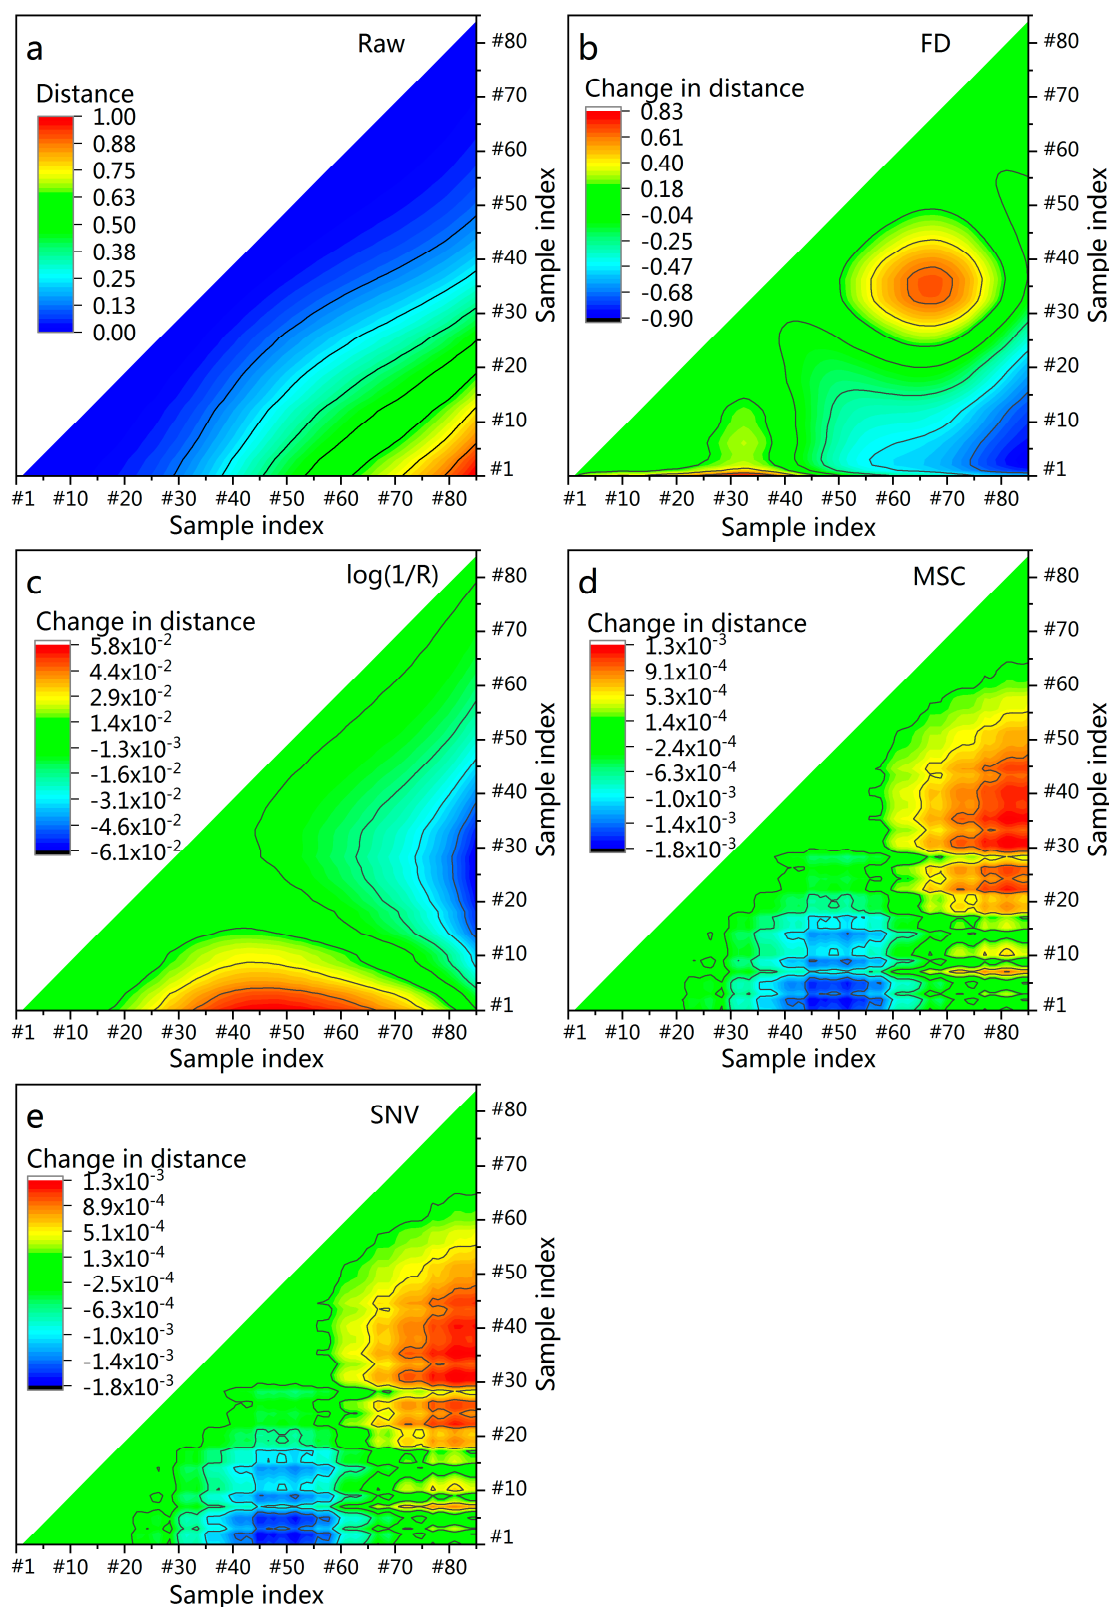 a
Raw
Distance
1.00
0.88
0.75
0.63
0.50
0.38
0.25
0.13
0.00
#80
#70
#60
#50
#40
#30
#20
#10
#1
Sample index
#1 #10 #20 #30 #40 #50 #60 #70 #80
Sample index
b
FD
Change in distance
0.83
0.61
0.40
0.18
-0.04
-0.25
-0.47
-0.68
-0.90
#80
#70
#60
#50
#40
#30
#20
#10
#1
Sample index
#1 #10 #20 #30 #40 #50 #60 #70 #80
Sample index
c
log(1/R)
Change in distance
5.8x10-2
4.4x10-2
2.9x10-2
1.4x10-2
-1.3x10-3
-1.6x10-2
-3.1x10-2
-4.6x10-2
-6.1x10-2
#80
#70
#60
#50
#40
#30
#20
#10
#1
Sample index
#1 #10 #20 #30 #40 #50 #60 #70 #80
Sample index
d
MSC
Change in distance
1.3x10-3
9.1x10-4
5.3x10-4
1.4x10-4
-2.4x10-4
-6.3x10-4
-1.0x10-3
-1.4x10-3
-1.8x10-3
#80
#70
#60
#50
#40
#30
#20
#10
#1
Sample index
#1 #10 #20 #30 #40 #50 #60 #70 #80
Sample index
e
SNV
Change in distance
1.3x10-3
8.9x10-4
5.1x10-4
1.3x10-4
-2.5x10-4
-6.3x10-4
-1.0x10-3
-1.4x10-3
-1.8x10-3
#80
#70
#60
#50
#40
#30
#20
#10
#1
Sample index
#1 #10 #20 #30 #40 #50 #60 #70 #80
Sample index